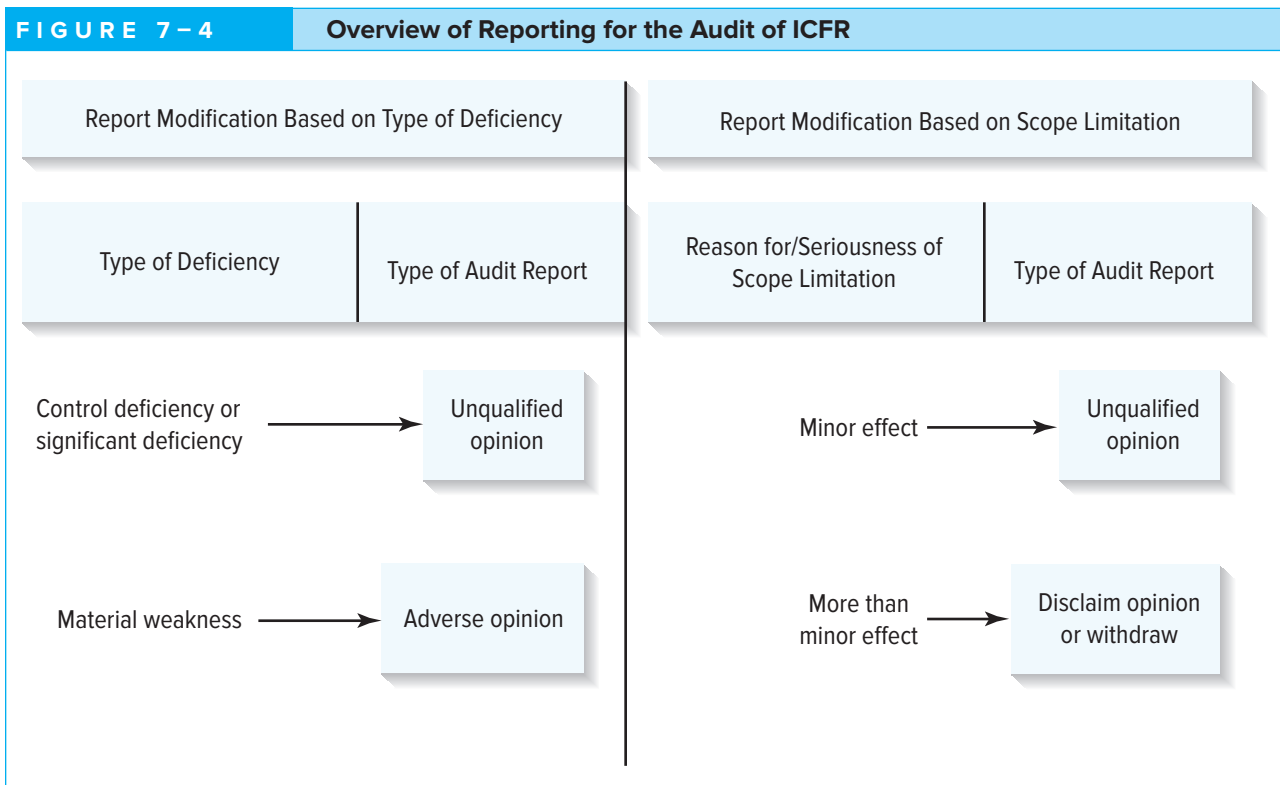 FIGURE 7–4
Overview of Reporting for the Audit of ICFR
Report Modification Based on Type of Deficiency
Type of Deficiency
Type of Audit Report
Control deficiency or
significant deficiency
Unqualified
opinion
Material weakness
Adverse opinion
Report Modification Based on Scope Limitation
Reason for/Seriousness of
Scope Limitation
Type of Audit Report
Minor effect
Unqualified
opinion
More than
minor effect
Disclaim opinion
or withdraw